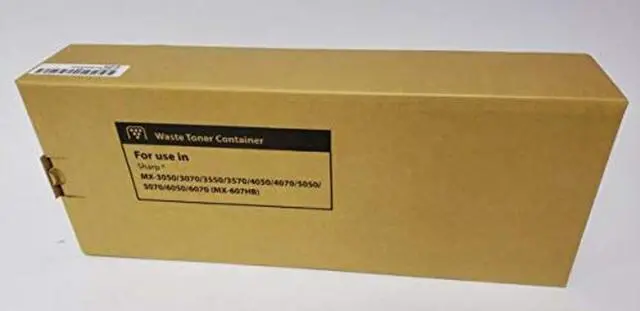 Waste Toner Container
For use in
Sharp®
MX-3050/3070/3550/3570/4050/4070/5050/
5070/6050/6070 (MX-607HB)